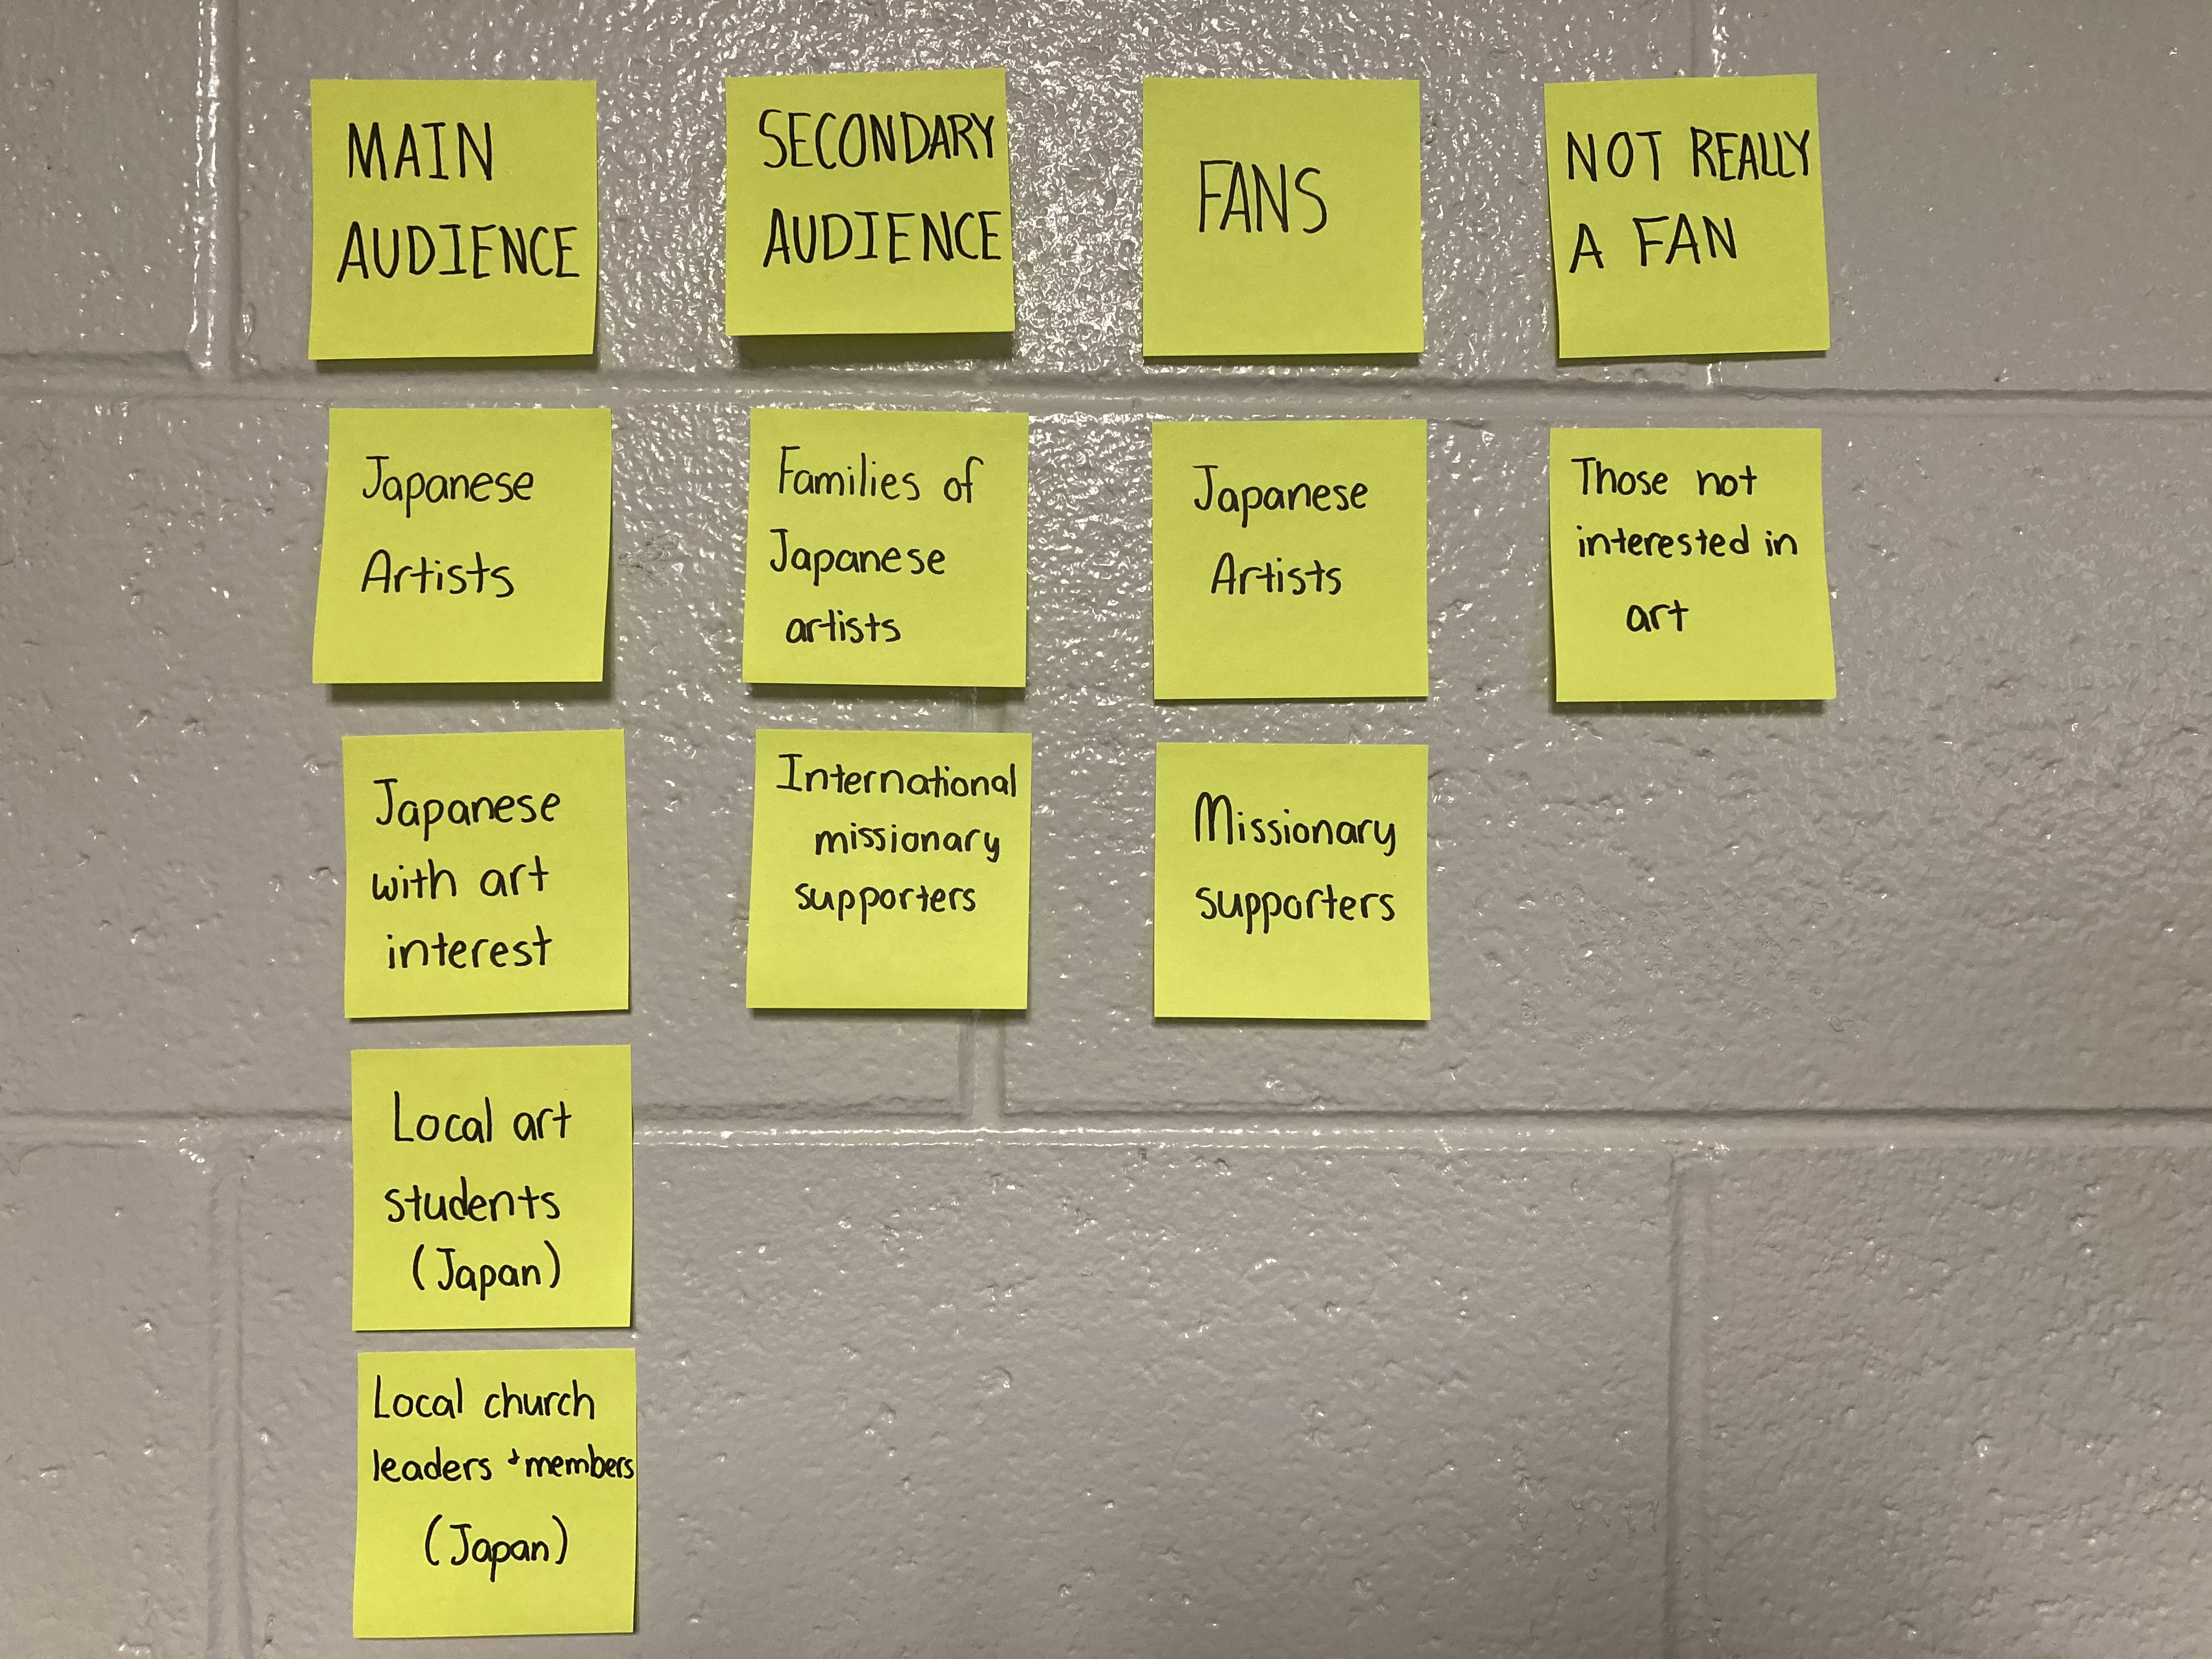 MAIN
AUDIENCE
Japanese
Artists
Japanese
with art
interest
Local art
students
(Japan)
Local church
leaders + members
(Japan)
SECONDARY
AUDIENCE
Families of
Japanese
artists
International
missionary
supporters
FANS
Japanese
Artists
Missionary
supporters
NOT REALLY
A FAN
Those not
interested in
art